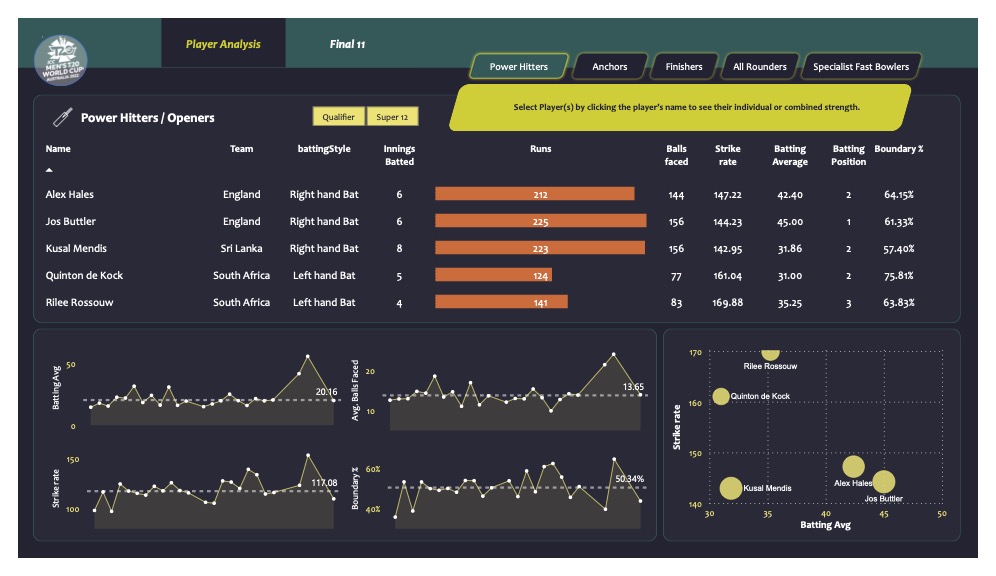 Player Analysis
Final 11
ICC
MEN'S T20
WORLD CUP
AUSTRALIA 2022
Power Hitters
Anchors
Finishers
All Rounders
Specialist Fast Bowlers
Select Player(s) by clicking the player's name to see their individual or combined strength.
Power Hitters / Openers
Qualifier
Super 12
Name Team battingStyle Innings Batted Runs Balls faced Strike rate Batting Average Batting Position Boundary %
Alex Hales England Right hand Bat 6 212 144 147.22 42.40 2 64.15%
Jos Buttler England Right hand Bat 6 225 156 144.23 45.00 1 61.33%
Kusal Mendis Sri Lanka Right hand Bat 8 223 156 142.95 31.86 2 57.40%
Quinton de Kock South Africa Left hand Bat 5 124 77 161.04 31.00 2 75.81%
Rilee Rossouw South Africa Left hand Bat 4 141 83 169.88 35.25 3 63.83%
Batting Avg
50
0
20.16
Avg. Balls Faced
20
10
13.65
Strike rate
150
100
117.08
Boundary %
60%
40%
50.34%
Strike rate
170
160
150
140
Rilee Rossouw
Quinton de Kock
Kusal Mendis
Alex Hales
Jos Buttler
30 35 40 45 50
Batting Avg